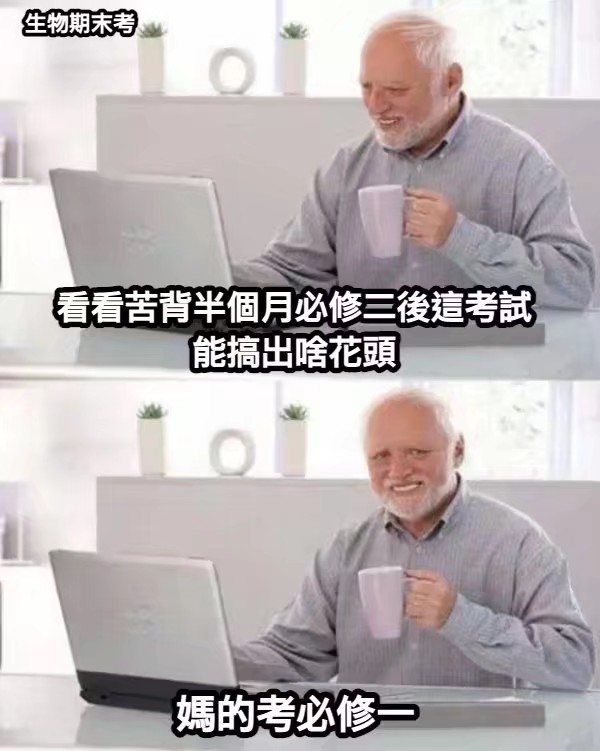 生物期末考
看看苦背半個月必修三後這考試
能搞出啥花頭
媽的考必修一